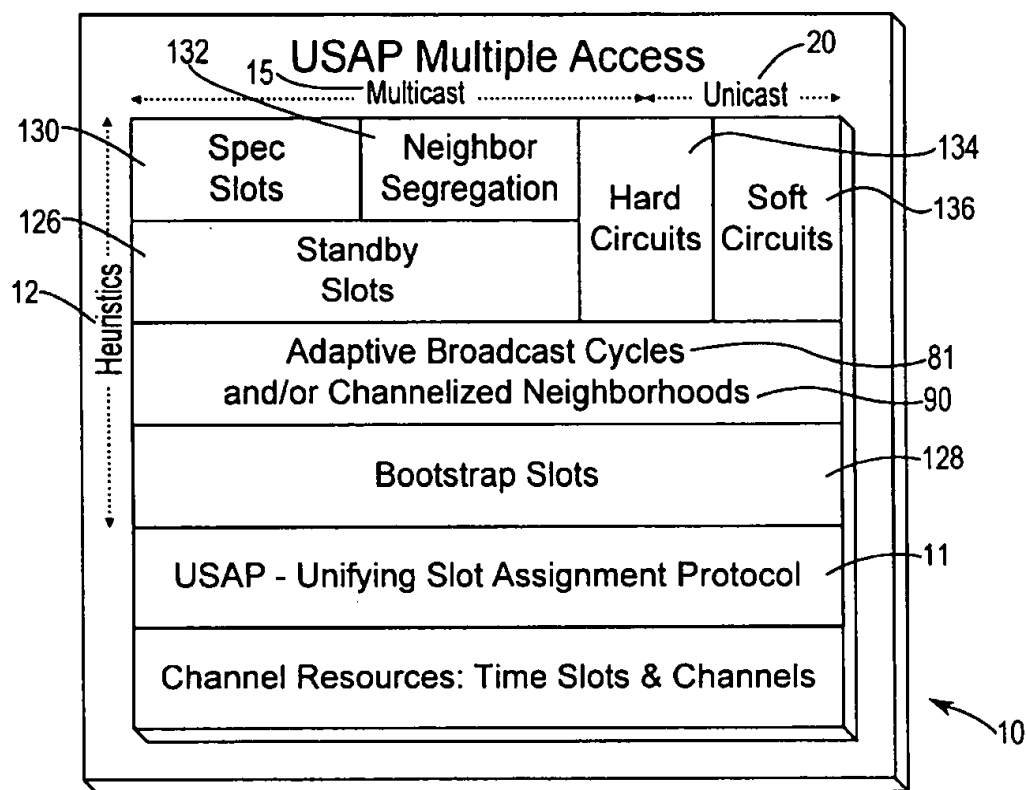 USAP Multiple Access
132
15
20
Multicast
Unicast
130
Spec
Slots
Neighbor
Segregation
134
Hard
Circuits
Soft
Circuits
136
126
Standby
Slots
12
Heuristics
Adaptive Broadcast Cycles
and/or Channelized Neighborhoods
81
90
Bootstrap Slots
128
USAP - Unifying Slot Assignment Protocol
11
Channel Resources: Time Slots & Channels
10